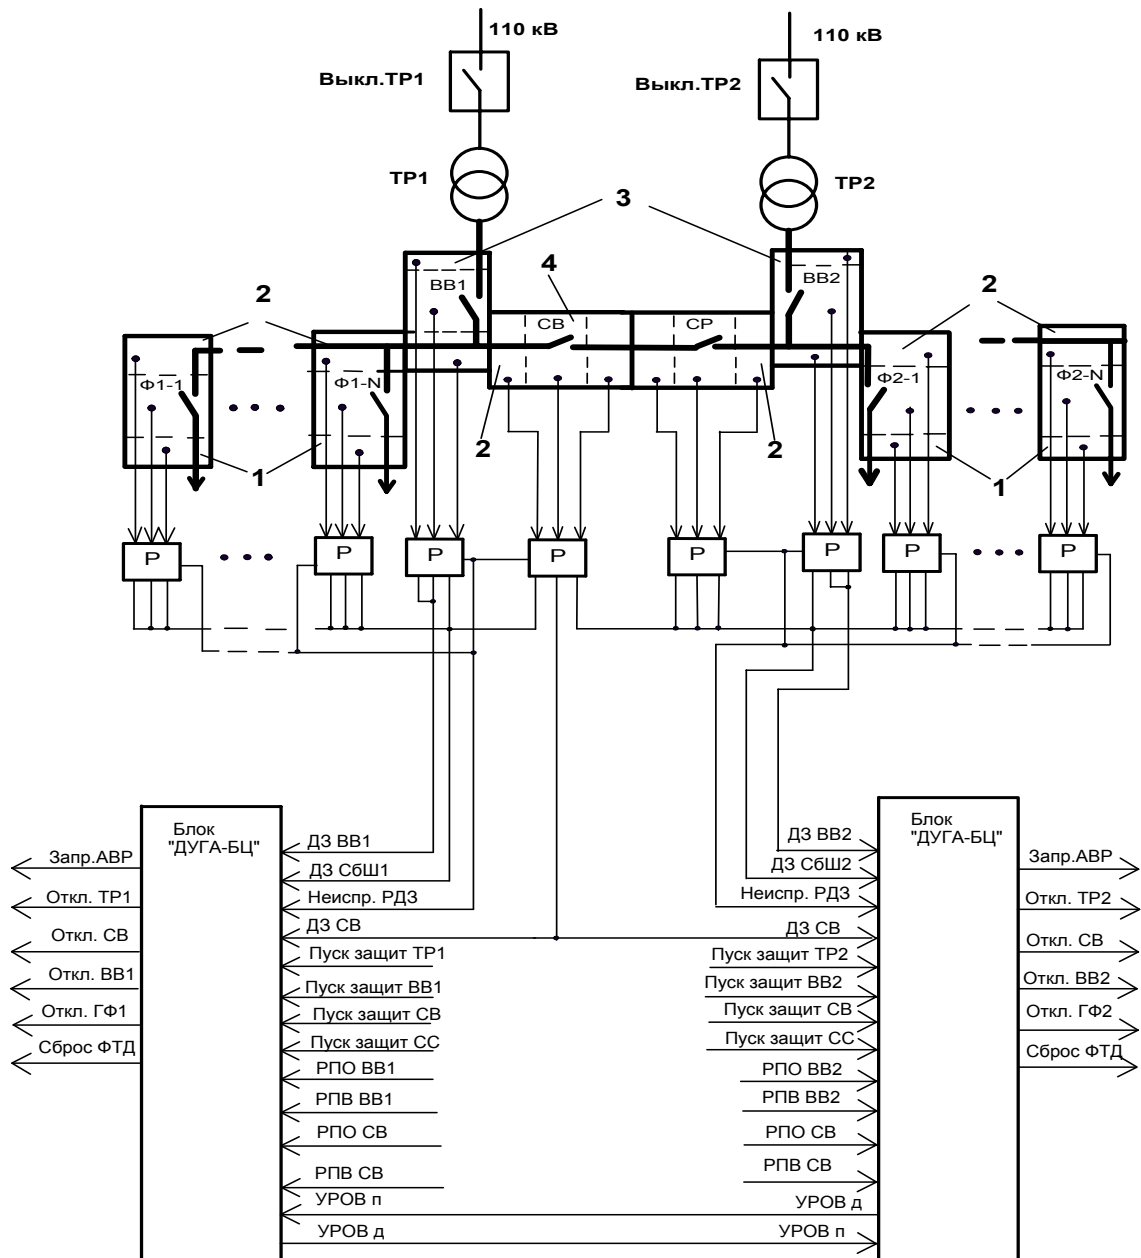 110 кВ
110 кВ
Выкл.ТР1
Выкл.ТР2
ТР1
ТР2
3
4
2
2
ВВ1
ВВ2
СВ
СР
Ф1-1
Ф1-N
Ф2-1
Ф2-N
2
2
1
1
Р
Р
Р
Р
Р
Р
Р
Р
Блок
"ДУГА-БЦ"
Запр.АВР
Откл. ТР1
Откл. СВ
Откл. ВВ1
Откл. ГФ1
Сброс ФТД
ДЗ ВВ1
ДЗ СбШ1
Неиспр. РДЗ
ДЗ СВ
Пуск защит ТР1
Пуск защит ВВ1
Пуск защит СВ
Пуск защит СС
РПО ВВ1
РПВ ВВ1
РПО СВ
РПВ СВ
УРОВ п
УРОВ д
ДЗ ВВ2
ДЗ СбШ2
Неиспр. РДЗ
ДЗ СВ
Пуск защит ТР2
Пуск защит ВВ2
Пуск защит СВ
Пуск защит СС
РПО ВВ2
РПВ ВВ2
РПО СВ
РПВ СВ
УРОВ д
УРОВ п
Блок
"ДУГА-БЦ"
Запр.АВР
Откл. ТР2
Откл. СВ
Откл. ВВ2
Откл. ГФ2
Сброс ФТД